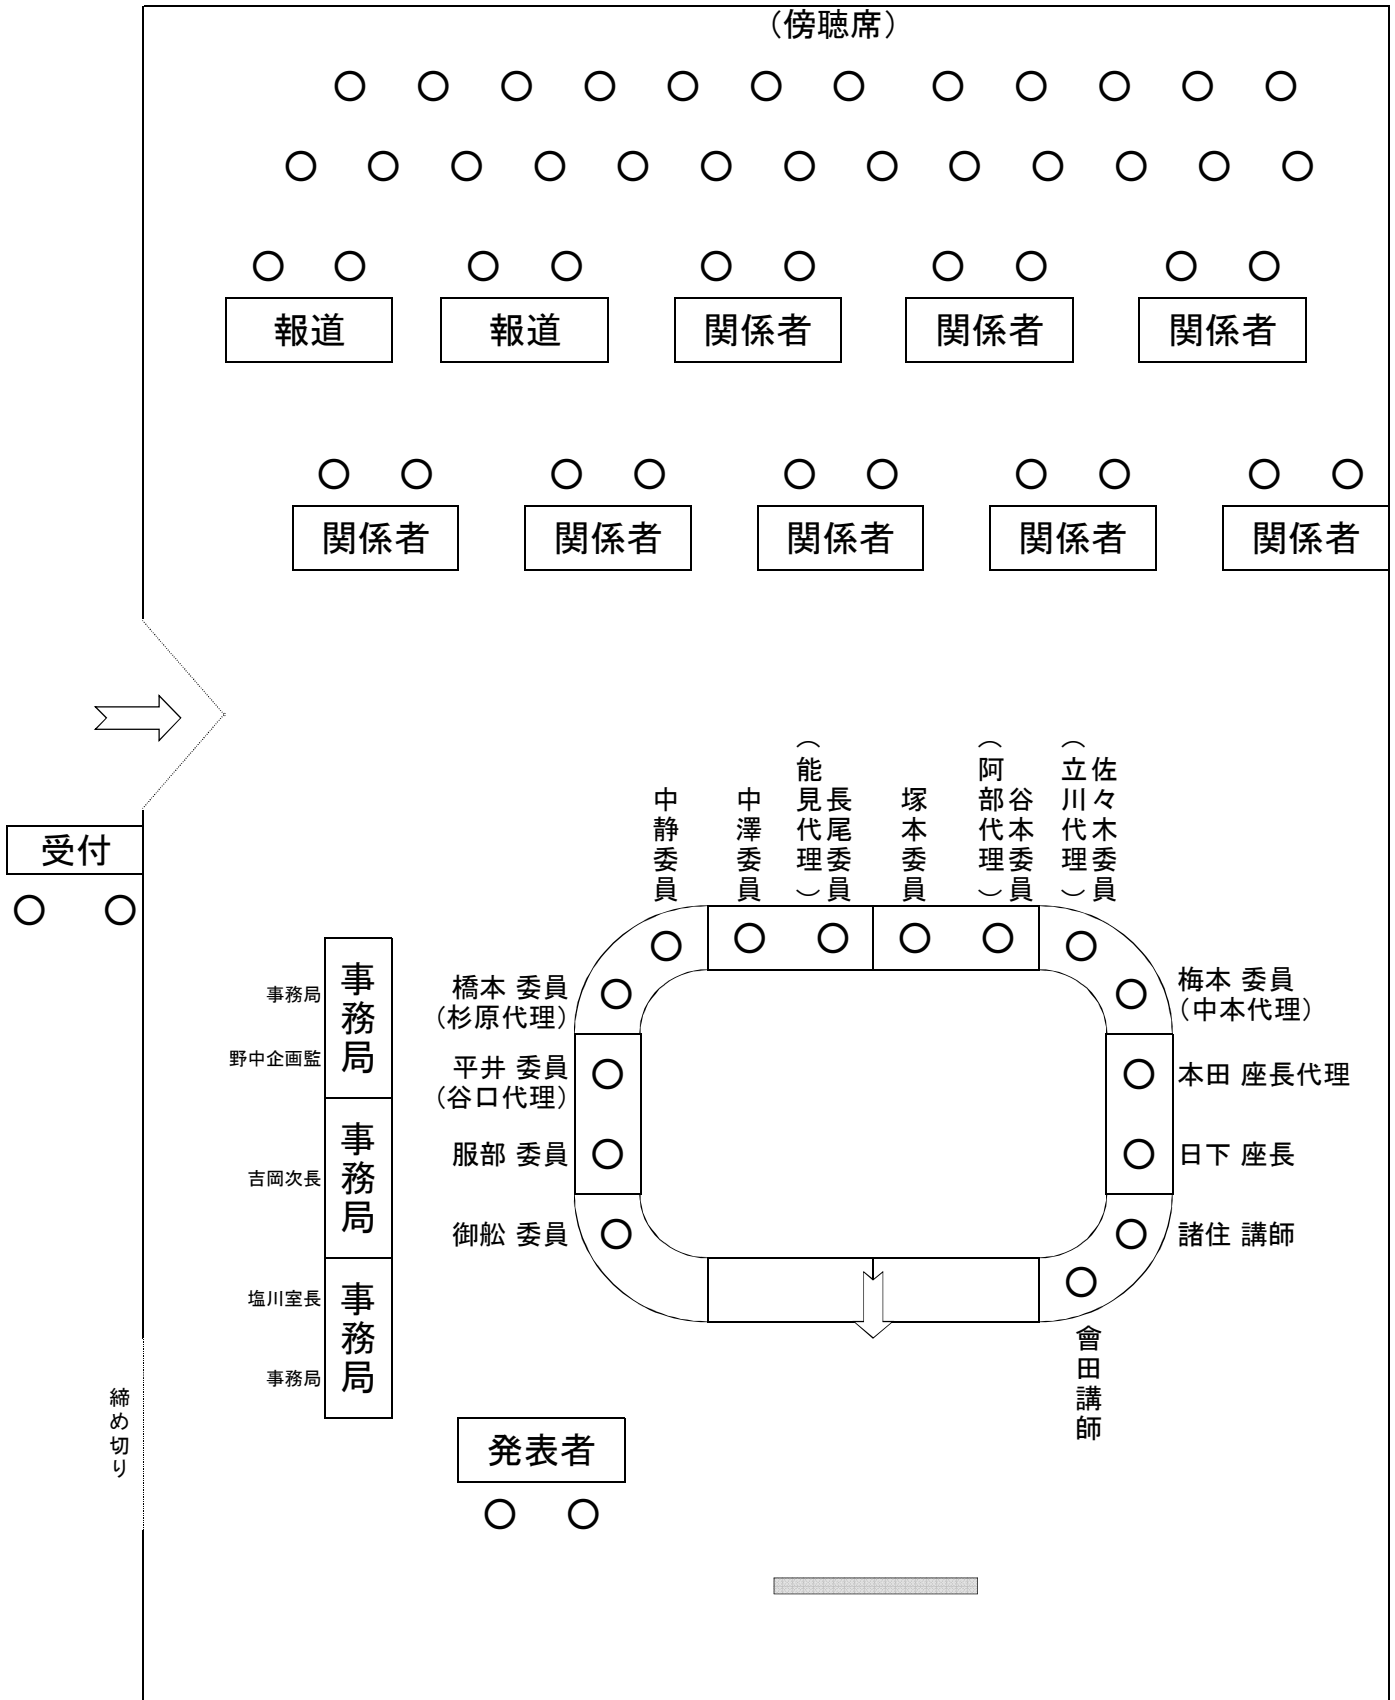 （傍聴席）
報道
報道
関係者
関係者
関係者
関係者
関係者
関係者
関係者
関係者
受付
中静委員
中澤委員
長尾委員
（能見代理）
塚本委員
谷本委員
（阿部代理）
佐々木委員
（立川代理）
橋本 委員
（杉原代理）
平井 委員
（谷口代理）
服部 委員
御舩 委員
梅本 委員
（中本代理）
本田 座長代理
日下 座長
諸住 講師
會田講師
事務局
事務局
野中企画監
事務局
吉岡次長
事務局
塩川室長
事務局
締め切り
発表者